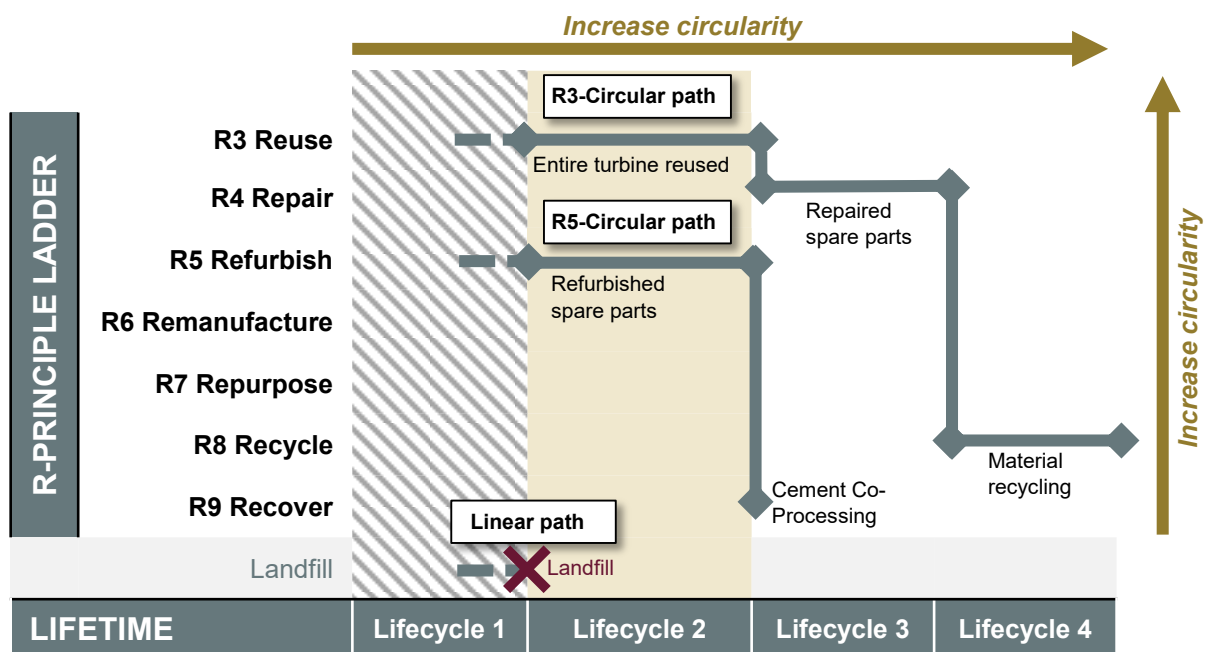 Increase circularity
R3-Circular path
R3 Reuse
Entire turbine reused
R4 Repair
Repaired
spare parts
R5-Circular path
R5 Refurbish
Refurbished
spare parts
R6 Remanufacture
R7 Repurpose
R8 Recycle
Material
recycling
R9 Recover
Cement Co-
Processing
Linear path
Landfill
Landfill
R-PRINCIPLE LADDER
Increase circularity
LIFETIME
Lifecycle 1
Lifecycle 2
Lifecycle 3
Lifecycle 4